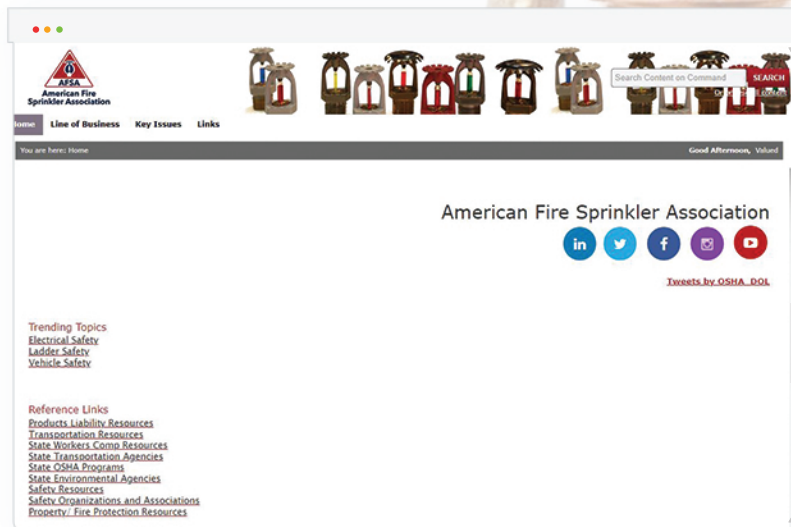 AFSA
American Fire
Sprinkler Association
Search Content on Command
SEARCH
ome
Line of Business
Key Issues
Links
You are here: Home
Good Afternoon, Valued
American Fire Sprinkler Association
in
Tweets by OSHA_DOL
Trending Topics
Electrical Safety
Ladder Safety
Vehicle Safety
Reference Links
Products Liability Resources
Transportation Resources
State Workers Comp Resources
State Transportation Agencies
State OSHA Programs
State Environmental Agencies
Safety Resources
Safety Organizations and Associations
Property/ Fire Protection Resources